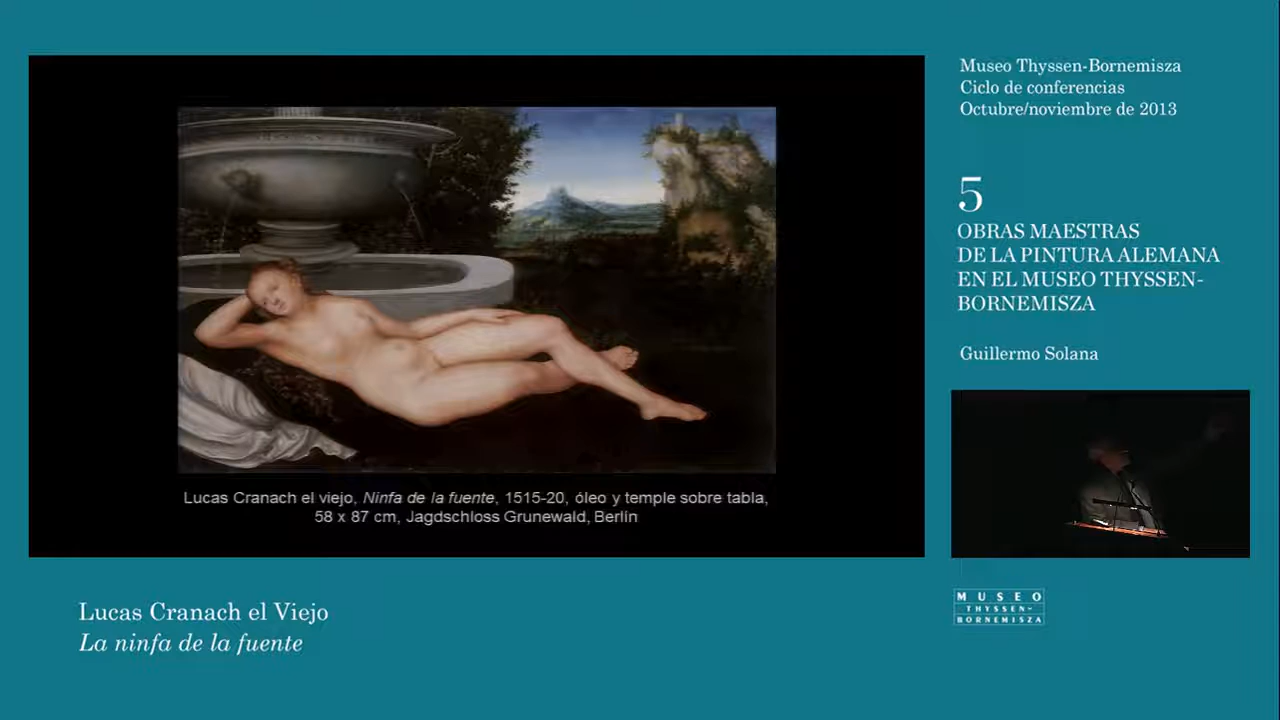 Museo Thyssen-Bornemisza
Ciclo de conferencias
Octubre/noviembre de 2013
5
OBRAS MAESTRAS
DE LA PINTURA ALEMANA
EN EL MUSEO THYSSEN-
BORNEMISZA
Guillermo Solana
Lucas Cranach el viejo, Ninfa de la fuente, 1515-20, óleo y temple sobre tabla,
58 x 87 cm, Jagdschloss Grunewald, Berlín
Lucas Cranach el Viejo
La ninfa de la fuente
MUSEO
THYSSEN-
BORNEMISZA